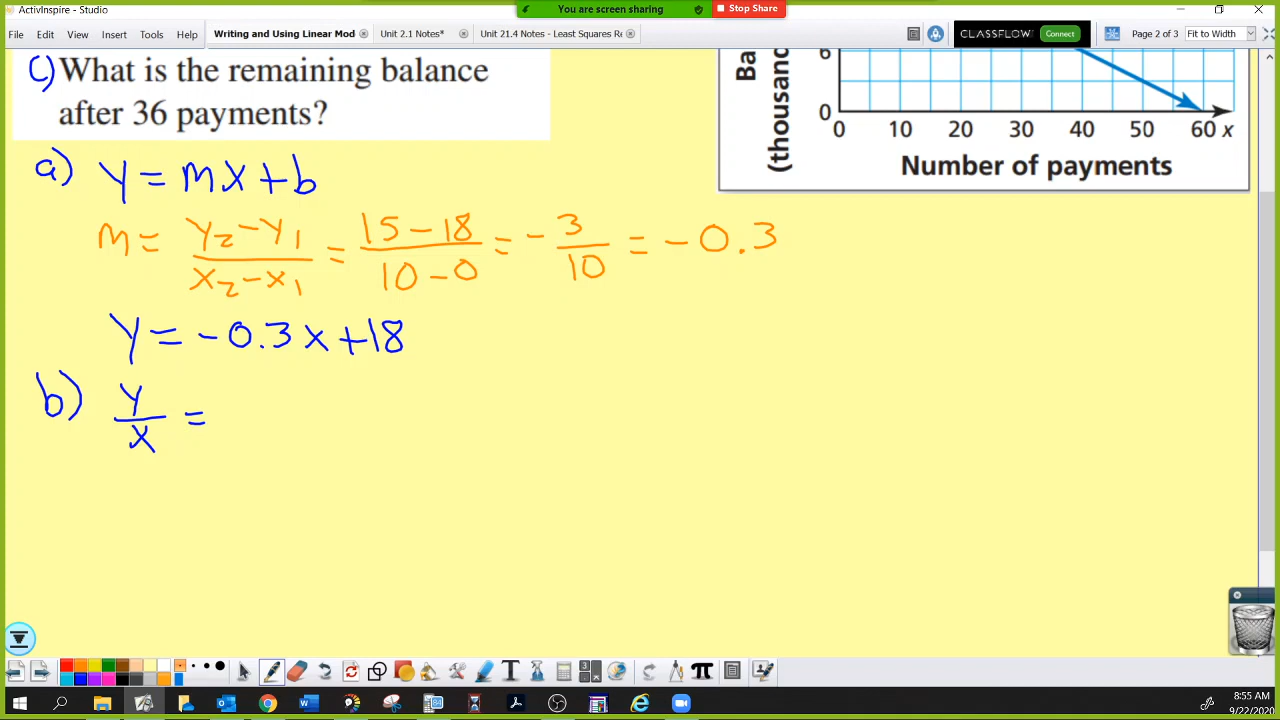 ActivInspire - Studio
You are screen sharing
Stop Share
File Edit View Insert Tools Help
Writing and Using Linear Mod
Unit 2.1 Notes*
Unit 21.4 Notes - Least Squares Re
CLASSFLOW
Connect
Page 2 of 3
Fit to Width
c) What is the remaining balance
after 36 payments?
Ba
(thousand
6
0
0 10 20 30 40 50 60 x
Number of payments
a) y = mx + b
m = y₂ - y₁ / x₂ - x₁ = 15 - 18 / 10 - 0 = - 3 / 10 = - 0.3
y = - 0.3x + 18
b) y / x =
8:55 AM
9/22/2020